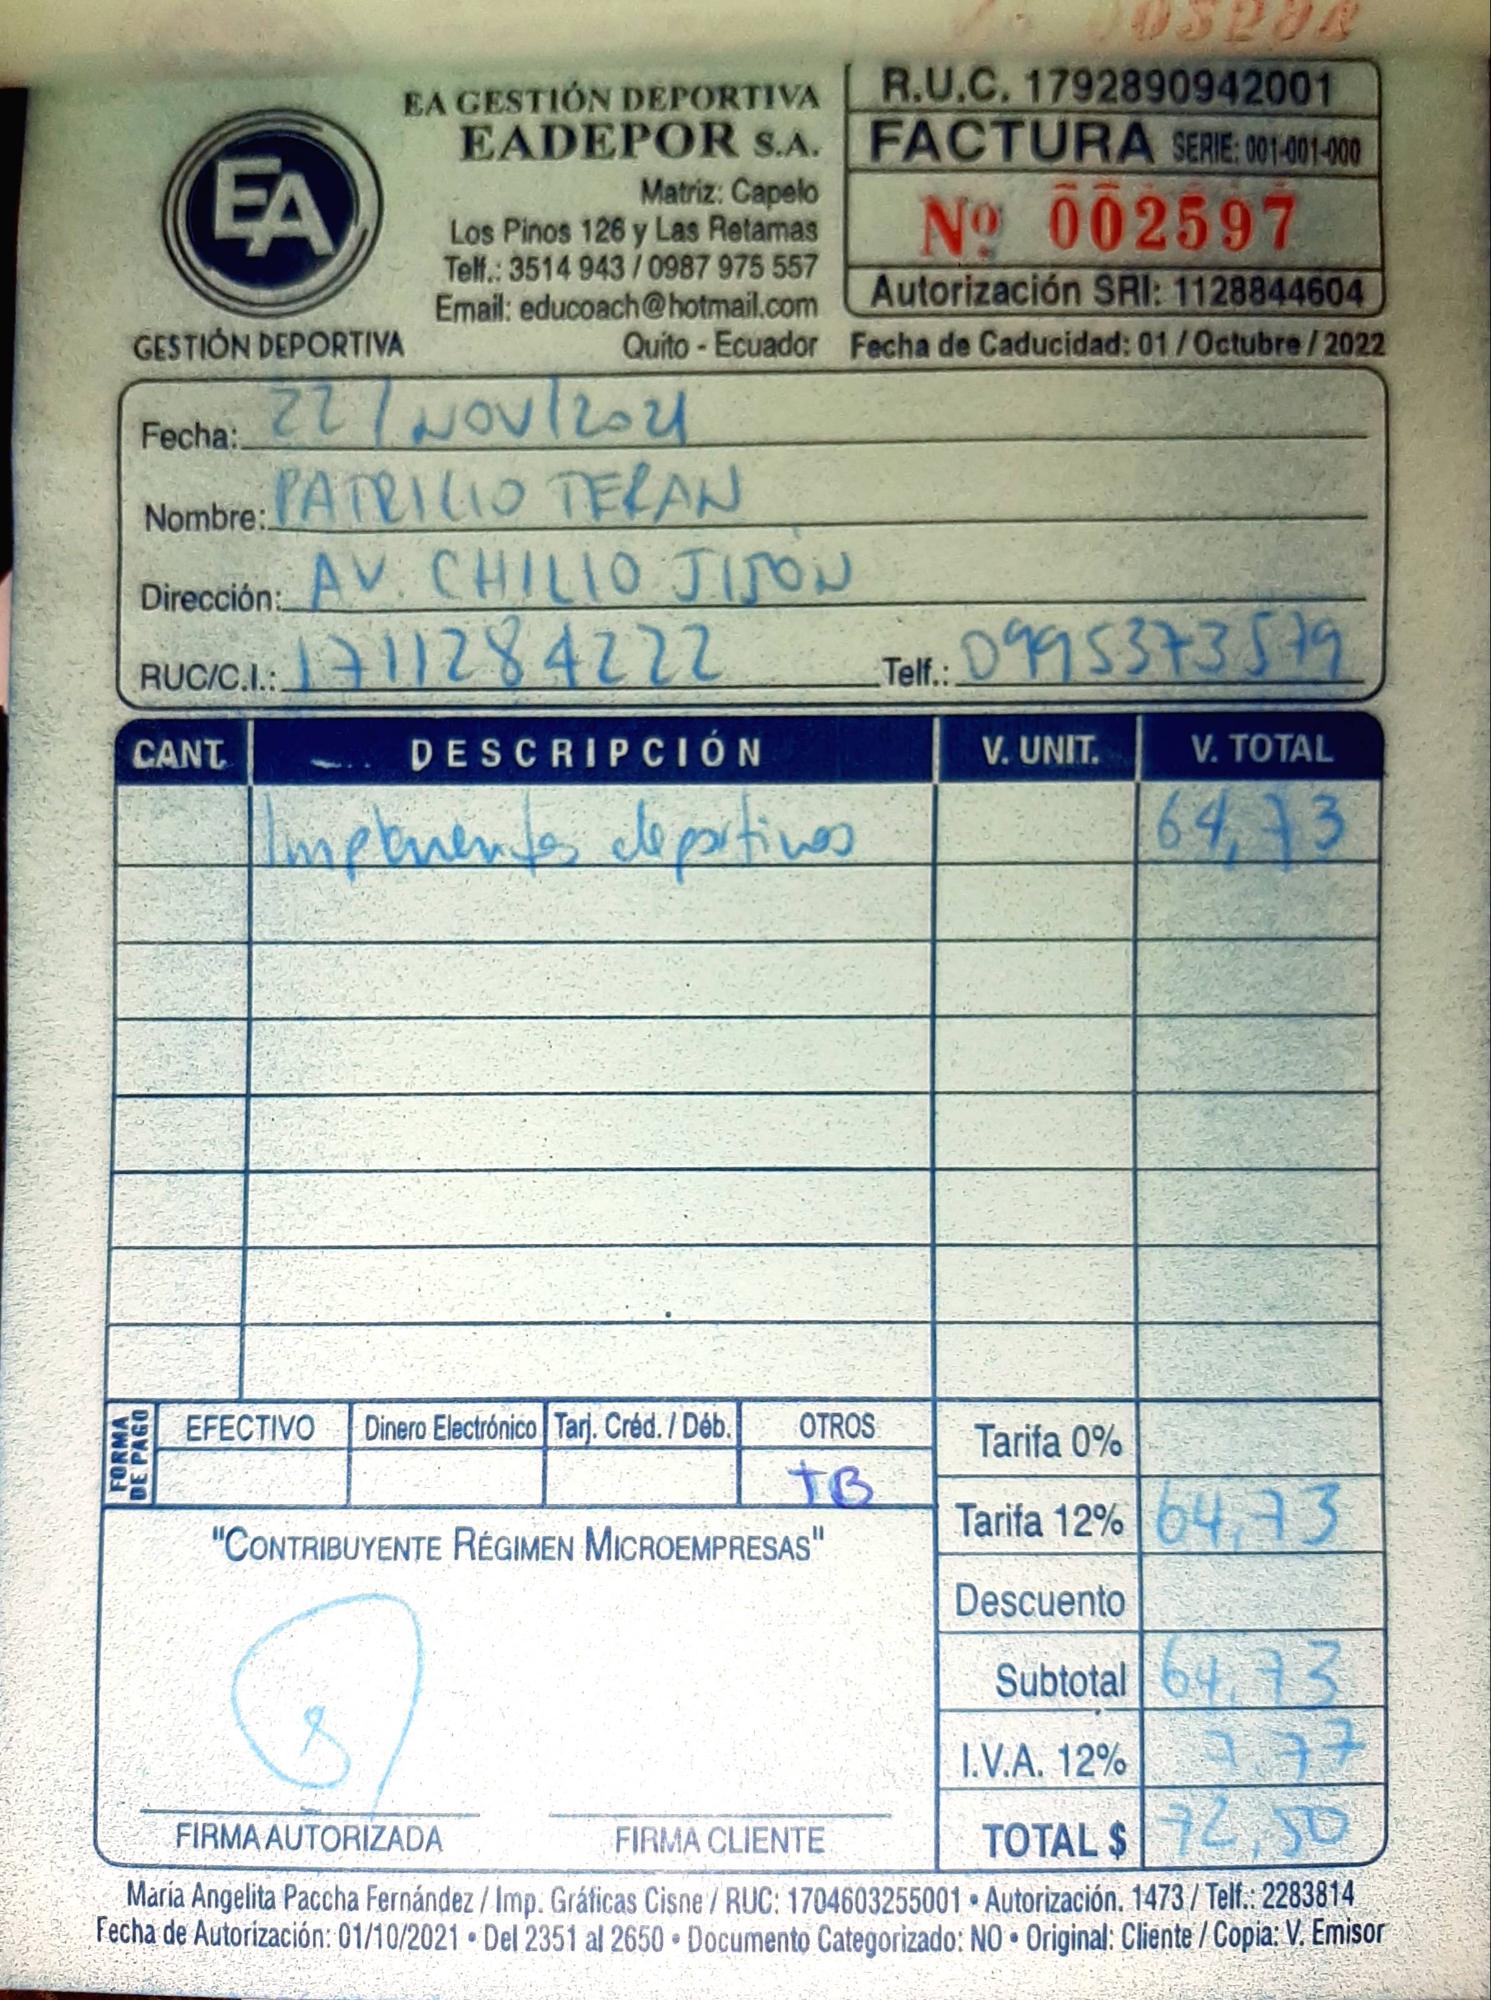 EA GESTIÓN DEPORTIVA
EADEPOR S.A.
Matriz: Capelo
Los Pinos 126 y Las Retamas
Telf.: 3514 943 / 0987 975 557
Email: educoach@hotmail.com
Quito - Ecuador
EA
GESTIÓN DEPORTIVA
R.U.C. 1792890942001
FACTURA SERIE: 001-001-000
Nº 002597
Autorización SRI: 1128844604
Fecha de Caducidad: 01 / Octubre / 2022
Fecha: 22 / NOV / 2021
Nombre: PATRICIO TERAN
Dirección: AV. CHILIO JIJÓN
RUC/C.I.: 1711284222 Telf.: 0995373579
CANT. DESCRIPCIÓN V. UNIT. V. TOTAL
Implementos deportivos 64,73
FORMA DE PAGO
EFECTIVO Dinero Electrónico Tarj. Créd. / Déb. OTROS
TB
Tarifa 0%
Tarifa 12% 64,73
Descuento
Subtotal 64,73
I.V.A. 12% 7,77
TOTAL $ 72,50
"CONTRIBUYENTE RÉGIMEN MICROEMPRESAS"
FIRMA AUTORIZADA FIRMA CLIENTE
María Angelita Paccha Fernández / Imp. Gráficas Cisne / RUC: 1704603255001 • Autorización. 1473 / Telf.: 2283814
Fecha de Autorización: 01/10/2021 • Del 2351 al 2650 • Documento Categorizado: NO • Original: Cliente / Copia: V. Emisor